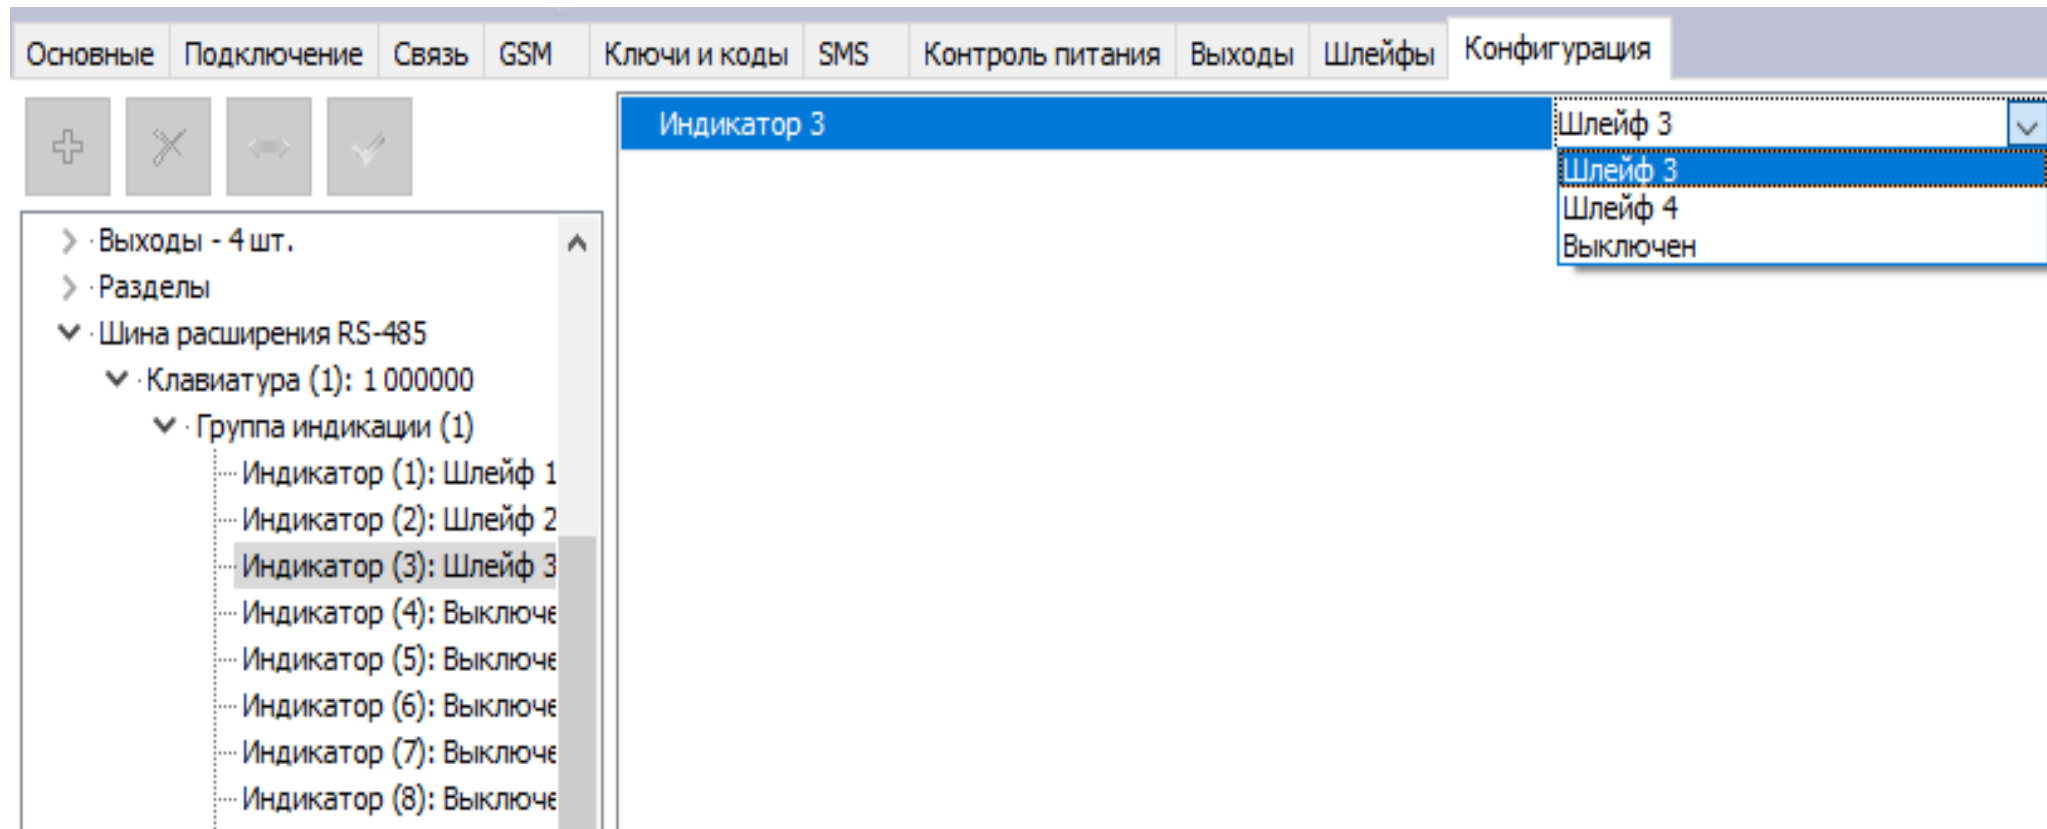 Основные Подключение Связь GSM Ключи и коды SMS Контроль питания Выходы Шлейфы Конфигурация
Индикатор 3 Шлейф 3
Шлейф 3
Шлейф 4
Выключен
Выходы - 4 шт.
Разделы
Шина расширения RS-485
Клавиатура (1): 1 000000
Группа индикации (1)
Индикатор (1): Шлейф 1
Индикатор (2): Шлейф 2
Индикатор (3): Шлейф 3
Индикатор (4): Выключе
Индикатор (5): Выключе
Индикатор (6): Выключе
Индикатор (7): Выключе
Индикатор (8): Выключе